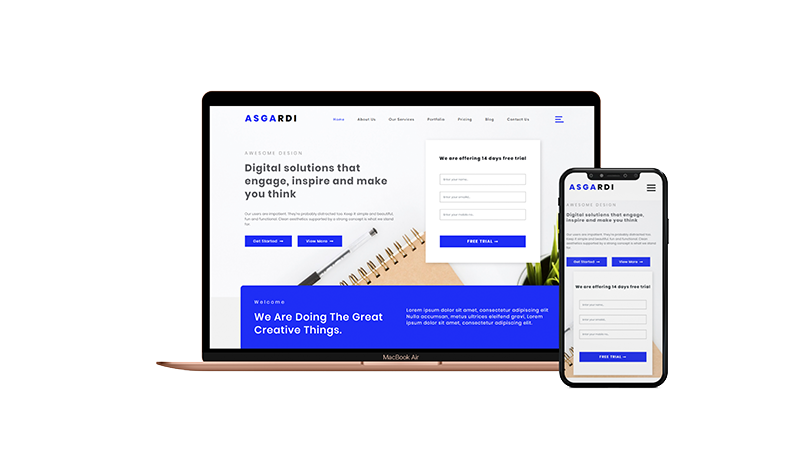 ASGARDI
Home About Us Our Services Portfolio Pricing Blog Contact Us
AWESOME DESIGN
Digital solutions that
engage, inspire and make
you think
Our users are impatient. They're probably distracted too. Keep it simple and beautiful,
fun and functional. Clean aesthetics supported by a strong concept is what we stand
for.
Get Started
View More
We are offering 14 days free trial
Enter your name..
Enter your emailid..
Enter your mobile no..
FREE TRIAL
Welcome
We Are Doing The Great
Creative Things.
Lorem ipsum dolor sit amet, consectetur adipiscing elit
Nulla accumsan, metus ultrices eleifend gravi, Lorem
ipsum dolor sit amet, consectetur adipiscing elit.
MacBook Air
ASGARDI
AWESOME DESIGN
Digital solutions that engage,
inspire and make you think
Our users are impatient. They're probably distracted too.
Keep it simple and beautiful, fun and functional.
Clean aesthetics supported by a strong concept is what we stand
for.
Get Started
View More
We are offering 14 days free trial
Enter your name..
Enter your emailid..
Enter your mobile no..
FREE TRIAL